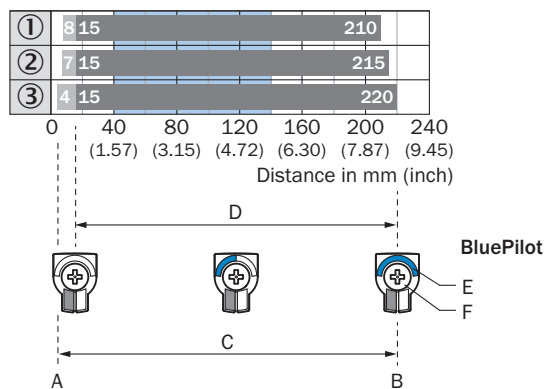 ① 8 15 210
② 7 15 215
③ 4 15 220
0 40 80 120 160 200 240
(1.57) (3.15) (4.72) (6.30) (7.87) (9.45)
Distance in mm (inch)
D
BluePilot
E
F
C
A B